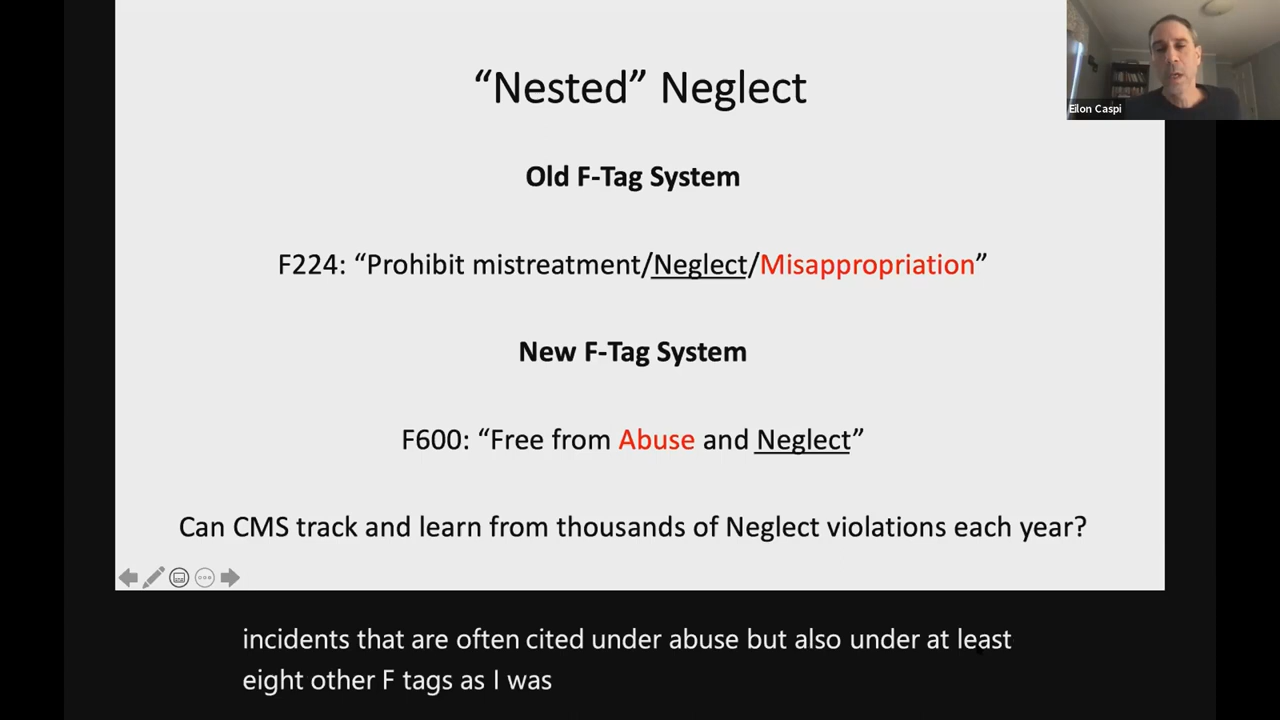 “Nested” Neglect
Eilon Caspi
Old F-Tag System
F224: “Prohibit mistreatment/Neglect/Misappropriation”
New F-Tag System
F600: “Free from Abuse and Neglect”
Can CMS track and learn from thousands of Neglect violations each year?
incidents that are often cited under abuse but also under at least
eight other F tags as I was